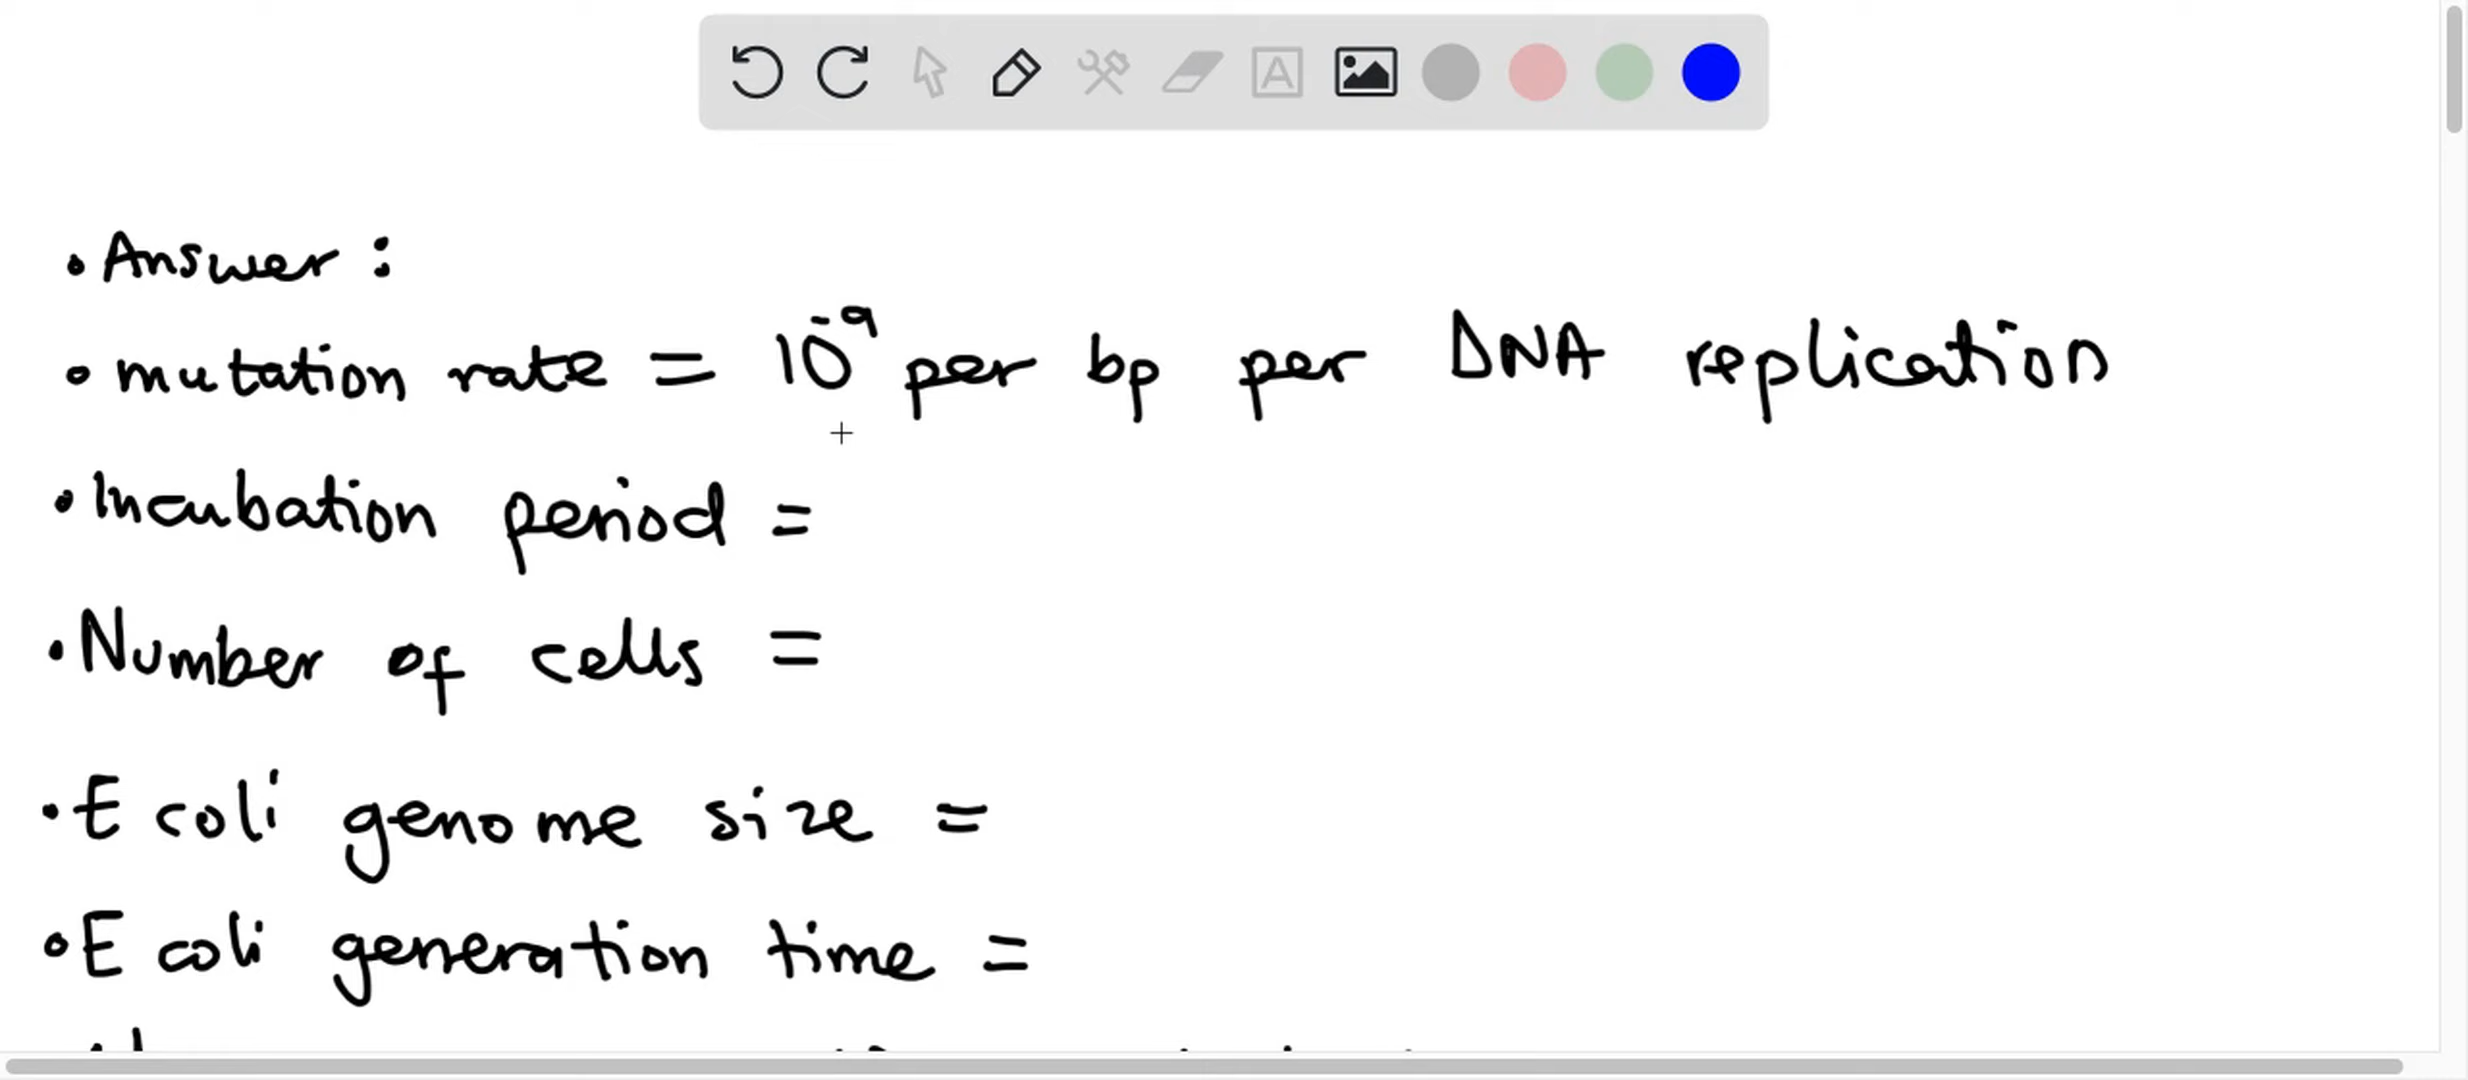 • Answer :
• mutation rate = 10⁻⁹ per bp per DNA replication
• Incubation period =
• Number of cells =
• E coli genome size =
• E coli generation time =